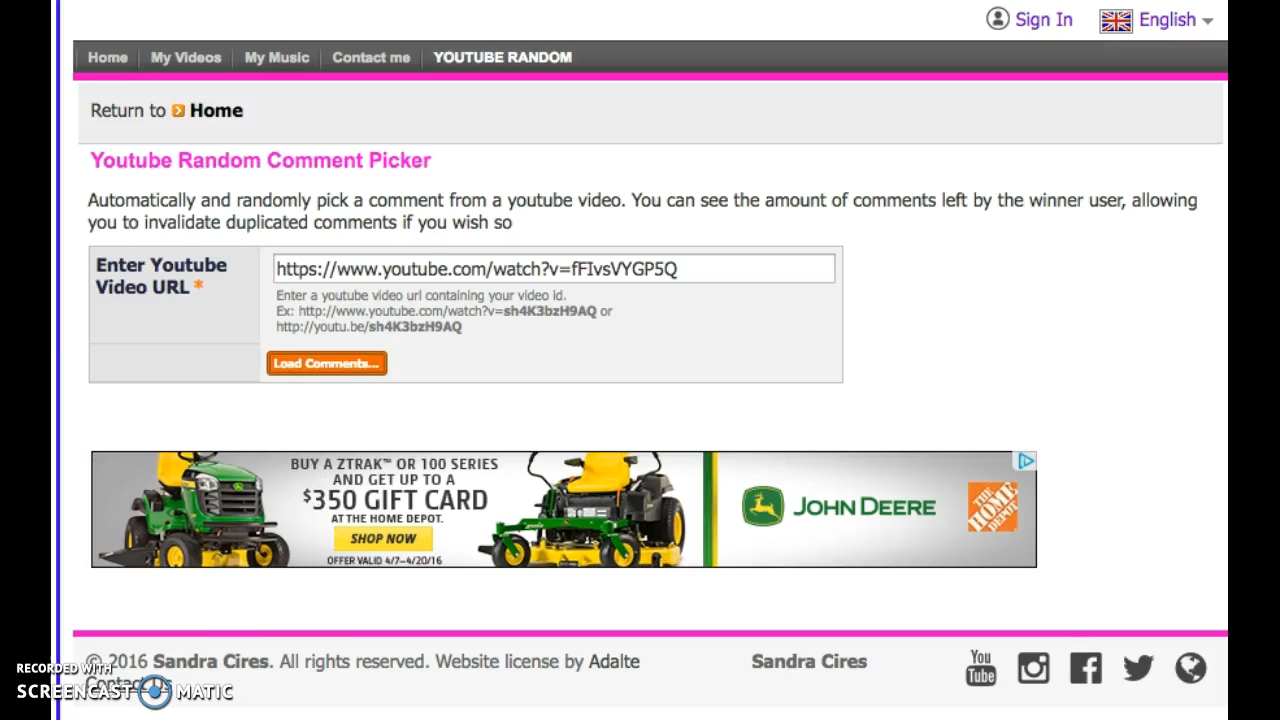 Sign In English
Home My Videos My Music Contact me YOUTUBE RANDOM
Return to Home
Youtube Random Comment Picker
Automatically and randomly pick a comment from a youtube video. You can see the amount of comments left by the winner user, allowing
you to invalidate duplicated comments if you wish so
Enter Youtube
Video URL *
https://www.youtube.com/watch?v=fFIvsVYGP5Q
Enter a youtube video url containing your video id.
Ex: http://www.youtube.com/watch?v=sh4K3bzH9AQ or
http://youtu.be/sh4K3bzH9AQ
Load Comments...
BUY A ZTRAK™ OR 100 SERIES
AND GET UP TO A
$350 GIFT CARD
AT THE HOME DEPOT.
SHOP NOW
OFFER VALID 4/7–4/20/16
JOHN DEERE
THE HOME DEPOT
© 2016 Sandra Cires. All rights reserved. Website license by Adalte
Contact Us
Sandra Cires
You Tube
RECORDED WITH
SCREENCAST MATIC